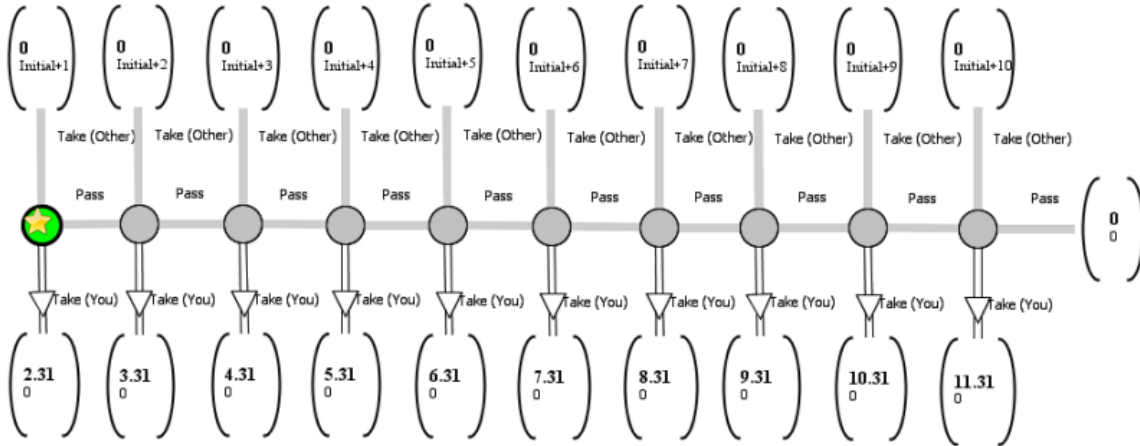 0 0 0 0 0 0 0 0 0 0
Initial+1 Initial+2 Initial+3 Initial+4 Initial+5 Initial+6 Initial+7 Initial+8 Initial+9 Initial+10
Take (Other) Take (Other) Take (Other) Take (Other) Take (Other) Take (Other) Take (Other) Take (Other) Take (Other) Take (Other)
Pass Pass Pass Pass Pass Pass Pass Pass Pass Pass
0
0
Take (You) Take (You) Take (You) Take (You) Take (You) Take (You) Take (You) Take (You) Take (You) Take (You)
2.31 3.31 4.31 5.31 6.31 7.31 8.31 9.31 10.31 11.31
0 0 0 0 0 0 0 0 0 0